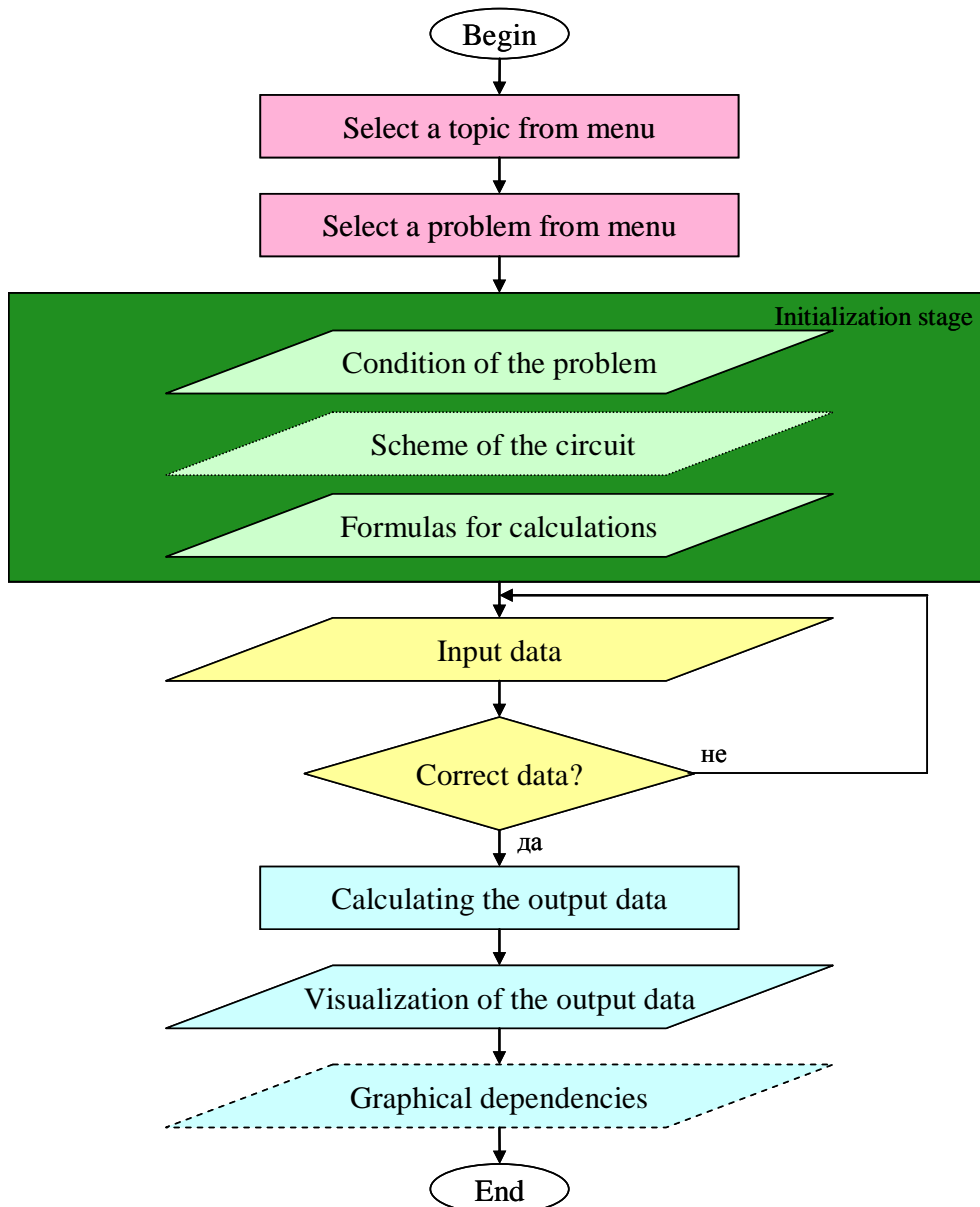 Begin
Select a topic from menu
Select a problem from menu
Initialization stage
Condition of the problem
Scheme of the circuit
Formulas for calculations
Input data
Correct data?
не
да
Calculating the output data
Visualization of the output data
Graphical dependencies
End